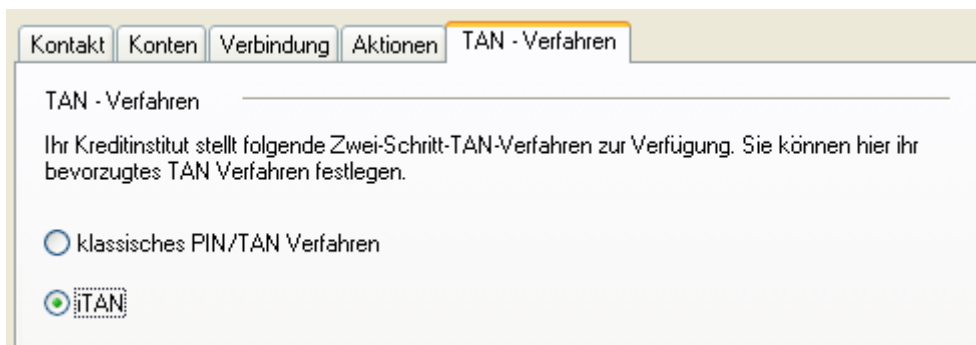 Kontakt Konten Verbindung Aktionen TAN - Verfahren
TAN - Verfahren
Ihr Kreditinstitut stellt folgende Zwei-Schritt-TAN-Verfahren zur Verfügung. Sie können hier ihr
bevorzugtes TAN Verfahren festlegen.
klassisches PIN/TAN Verfahren
iTAN